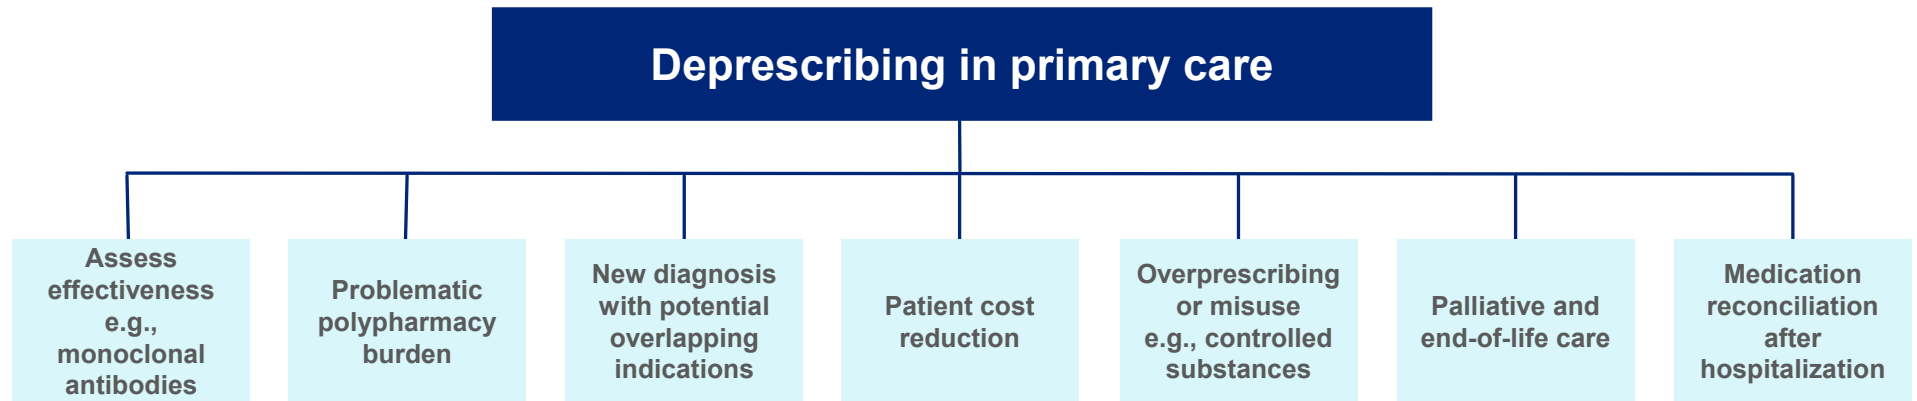 Deprescribing in primary care
Assess
effectiveness
e.g.,
monoclonal
antibodies
Problematic
polypharmacy
burden
New diagnosis
with potential
overlapping
indications
Patient cost
reduction
Overprescribing
or misuse
e.g., controlled
substances
Palliative and
end-of-life care
Medication
reconciliation
after
hospitalization